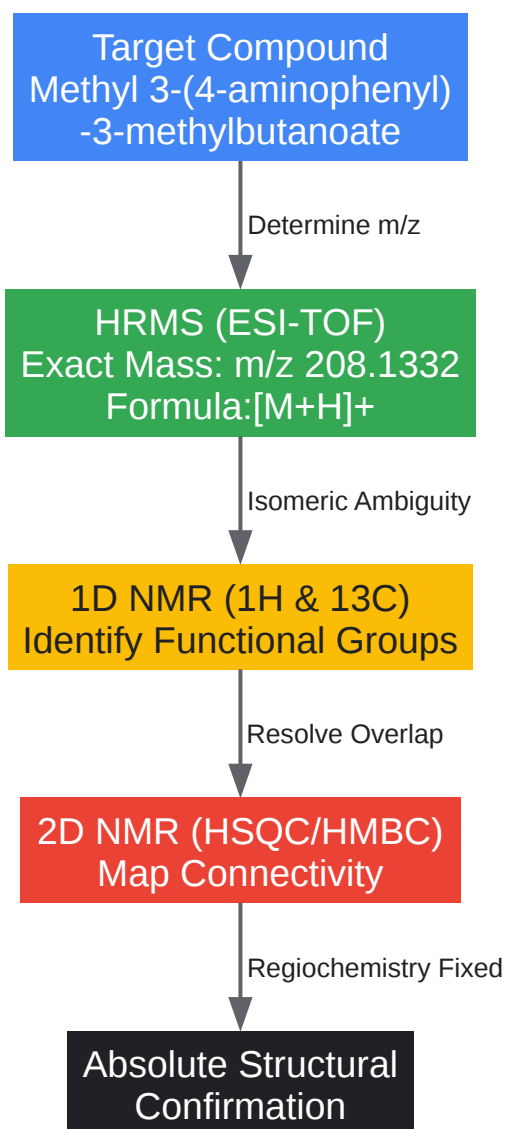 Target Compound
Methyl 3-(4-aminophenyl)
-3-methylbutanoate
Determine m/z
HRMS (ESI-TOF)
Exact Mass: m/z 208.1332
Formula:[M+H]+
Isomeric Ambiguity
1D NMR (1H & 13C)
Identify Functional Groups
Resolve Overlap
2D NMR (HSQC/HMBC)
Map Connectivity
Regiochemistry Fixed
Absolute Structural
Confirmation